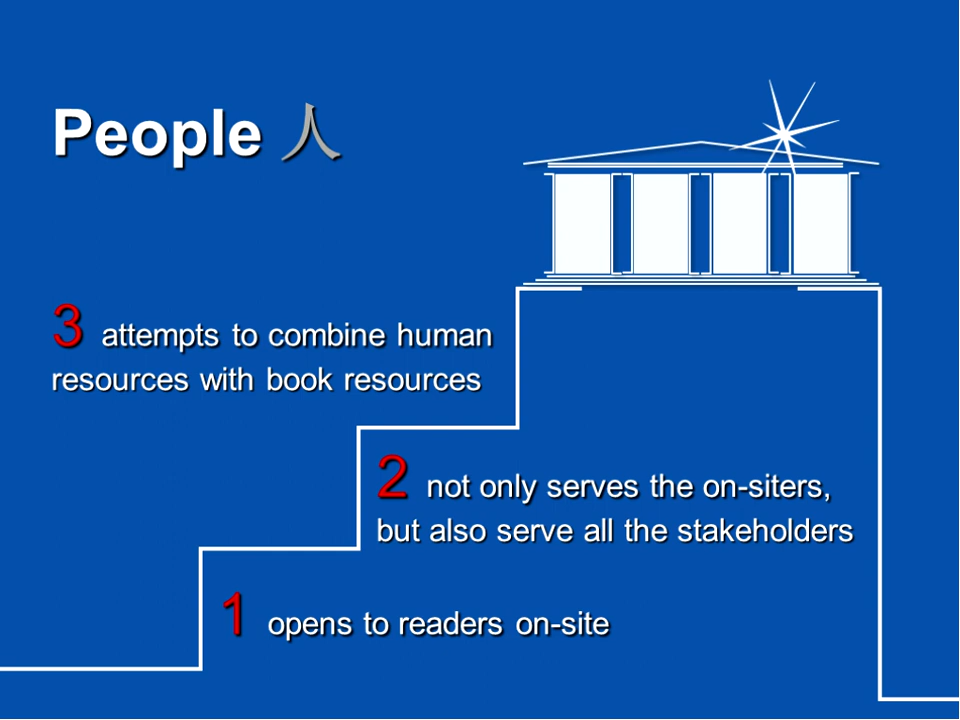 People 人
3 attempts to combine human
resources with book resources
2 not only serves the on-siters,
but also serve all the stakeholders
1 opens to readers on-site